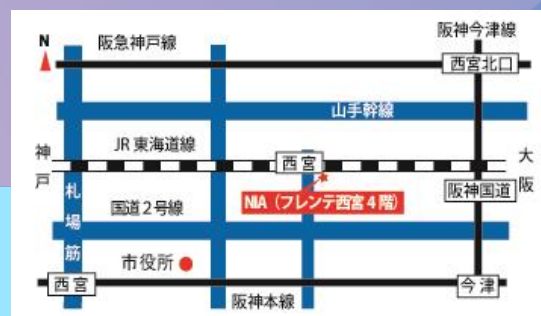 N
阪急神戸線
阪神今津線
西宮北口
山手幹線
JR東海道線
西宮
神戸
大阪
NIA(フレンテ西宮4階)
阪神国道
札場筋
国道2号線
市役所
西宮
今津
阪神本線